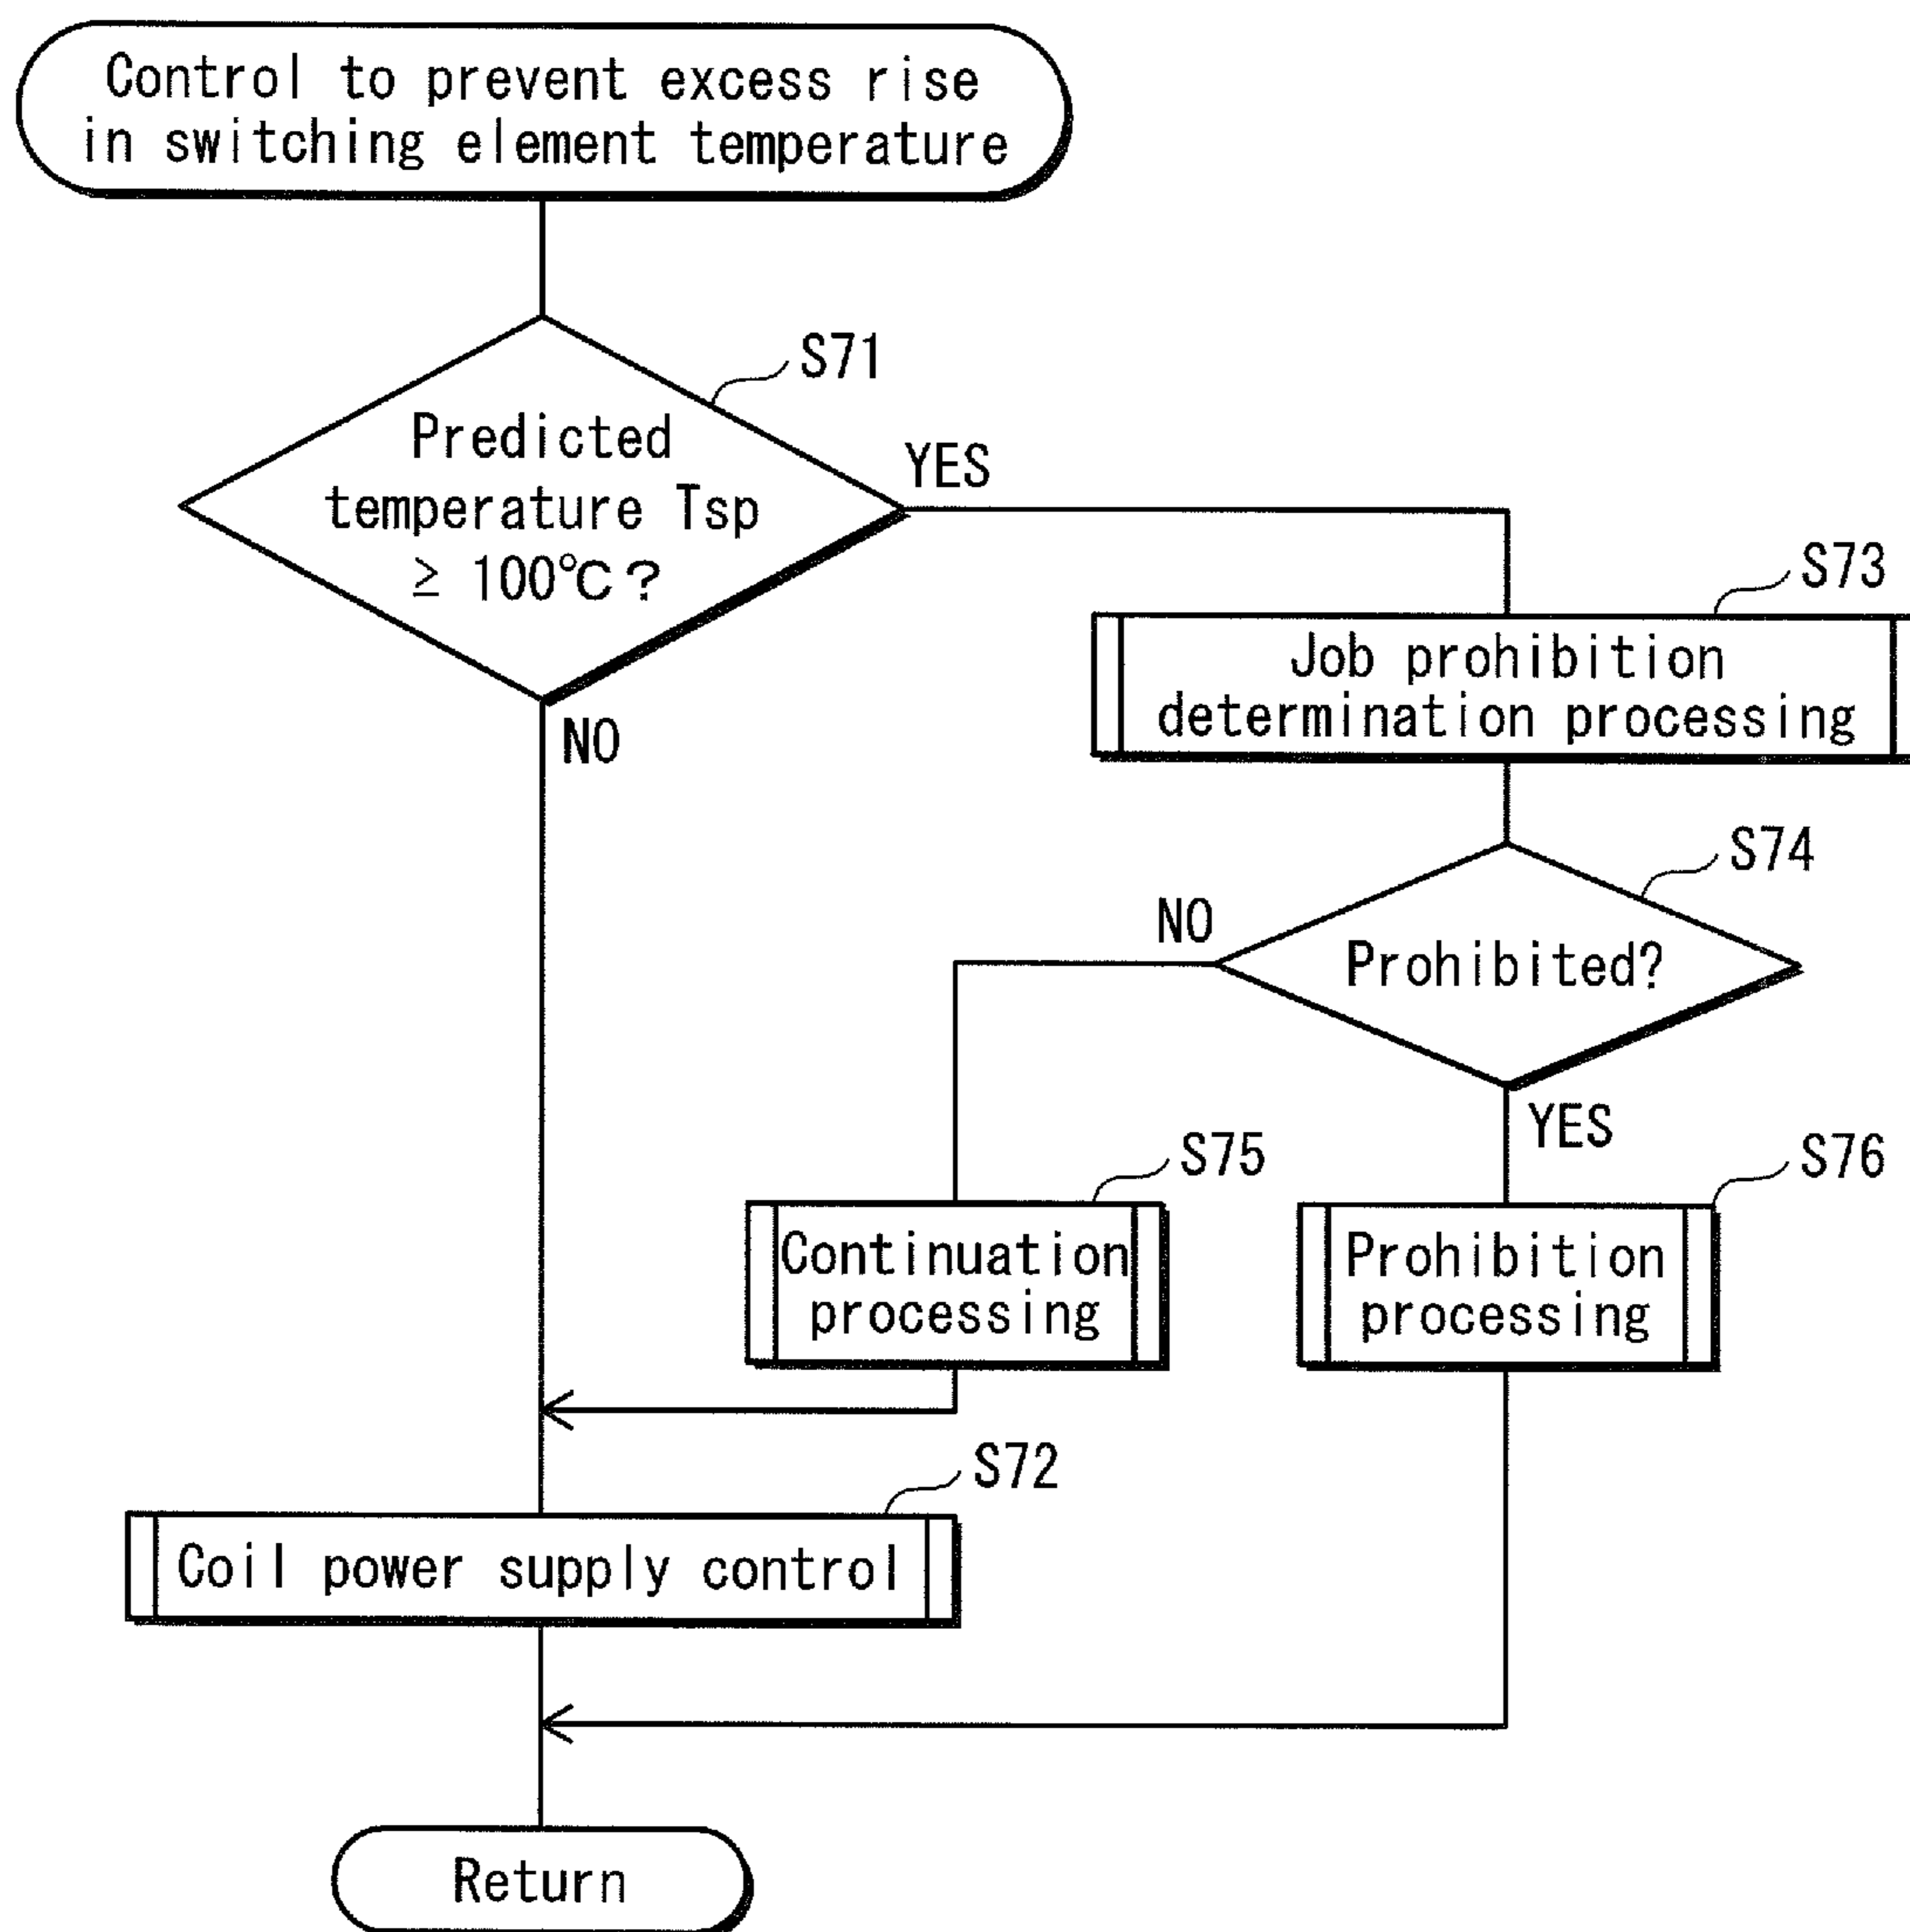 Control to prevent excess rise
in switching element temperature
S71
Predicted
temperature Tsp
≥ 100℃?
YES
NO
S73
Job prohibition
determination processing
S74
NO
Prohibited?
YES
S75
Continuation
processing
S76
Prohibition
processing
S72
Coil power supply control
Return